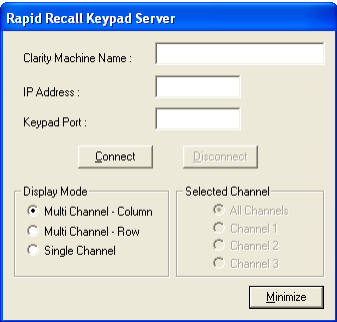 Rapid Recall Keypad Server
Clarity Machine Name :
IP Address :
Keypad Port :
Connect
Disconnect
Display Mode
Multi Channel - Column
Multi Channel - Row
Single Channel
Selected Channel
All Channels
Channel 1
Channel 2
Channel 3
Minimize